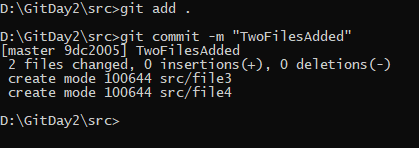 D:\GitDay2\src>git add .
D:\GitDay2\src>git commit -m "TwoFilesAdded"
[master 9dc2005] TwoFilesAdded
 2 files changed, 0 insertions(+), 0 deletions(-)
 create mode 100644 src/file3
 create mode 100644 src/file4
D:\GitDay2\src>